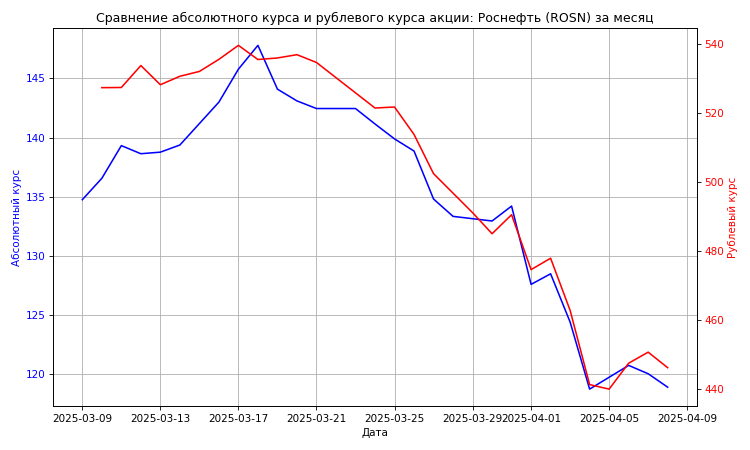 Сравнение абсолютного курса и рублевого курса акции: Роснефть (ROSN) за месяц
145
140
135
130
125
120
Абсолютный курс
540
520
500
480
460
440
Рублевый курс
2025-03-09 2025-03-13 2025-03-17 2025-03-21 2025-03-25 2025-03-29 2025-04-01 2025-04-05 2025-04-09
Дата